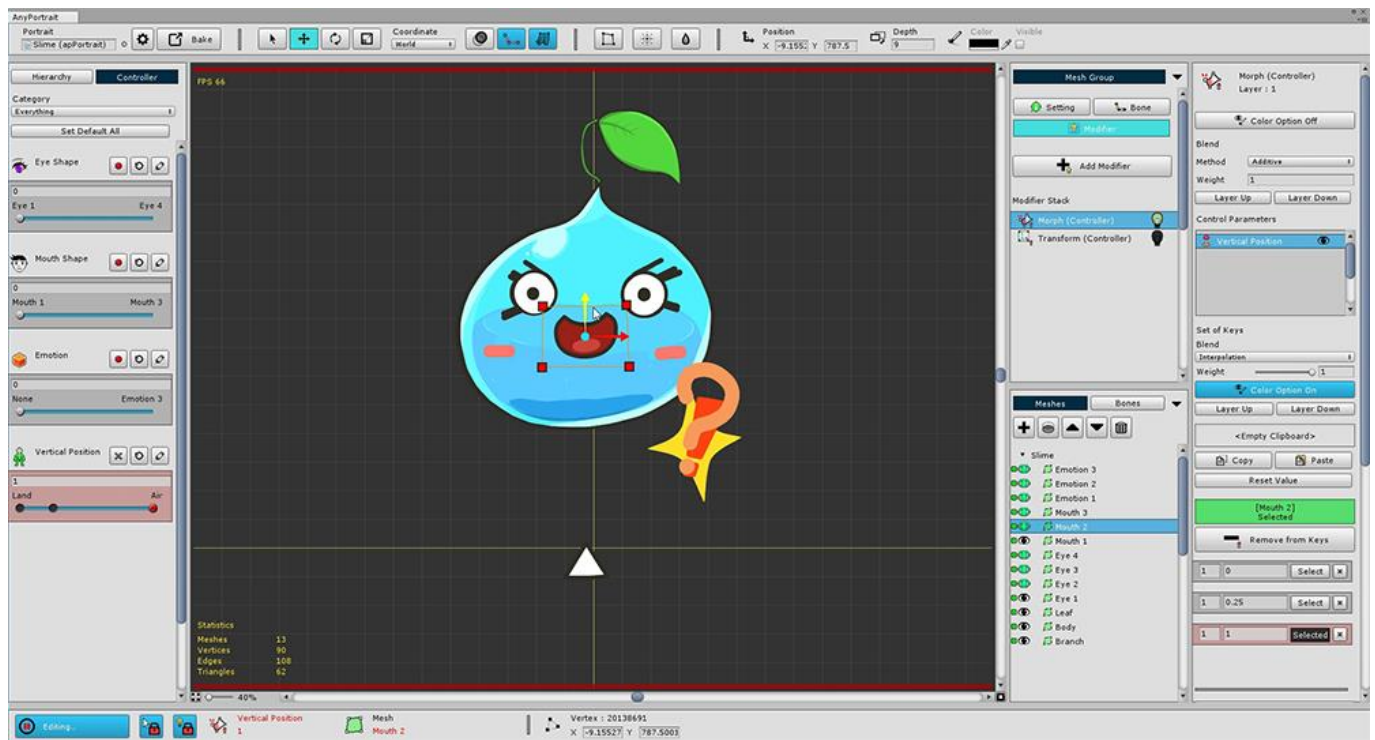 AnyPortrait
Portrait
Slime (apPortrait)
Bake
Coordinate
World
Position
X -9.155: Y 787.5
Depth
9
Color
Visible
Hierarchy Controller
Category
Everything
Set Default All
Eye Shape
0
Eye 1 Eye 4
Mouth Shape
0
Mouth 1 Mouth 3
Emotion
0
None Emotion 3
Vertical Position
1
Land Air
FPS 66
Statistics
Meshes 13
Vertices 90
Edges 108
Triangles 62
40%
Mesh Group
Setting Bone
Modifier
Add Modifier
Modifier Stack
Morph (Controller)
Transform (Controller)
Meshes Bones
Slime
Emotion 3
Emotion 2
Emotion 1
Mouth 3
Mouth 2
Mouth 1
Eye 4
Eye 3
Eye 2
Eye 1
Leaf
Body
Branch
Morph (Controller)
Layer : 1
Color Option Off
Blend
Method Additive
Weight 1
Layer Up Layer Down
Control Parameters
Vertical Position
Set of Keys
Blend
Interpolation
Weight 1
Color Option On
Layer Up Layer Down
<Empty Clipboard>
Copy Paste
Reset Value
[Mouth 2]
Selected
Remove from Keys
1 0 Select
1 0.25 Select
1 1 Selected
Editing..
Vertical Position
1
Mesh
Mouth 2
Vertex : 20138691
X -9.15527 Y 787.5001